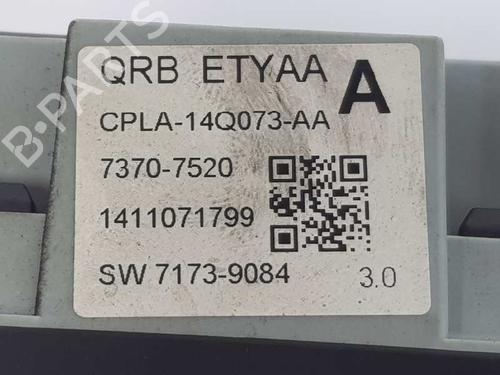 QRB ETYAA A
CPLA-14Q073-AA
7370-7520
1411071799
SW 7173-9084 3.0
B-PARTS